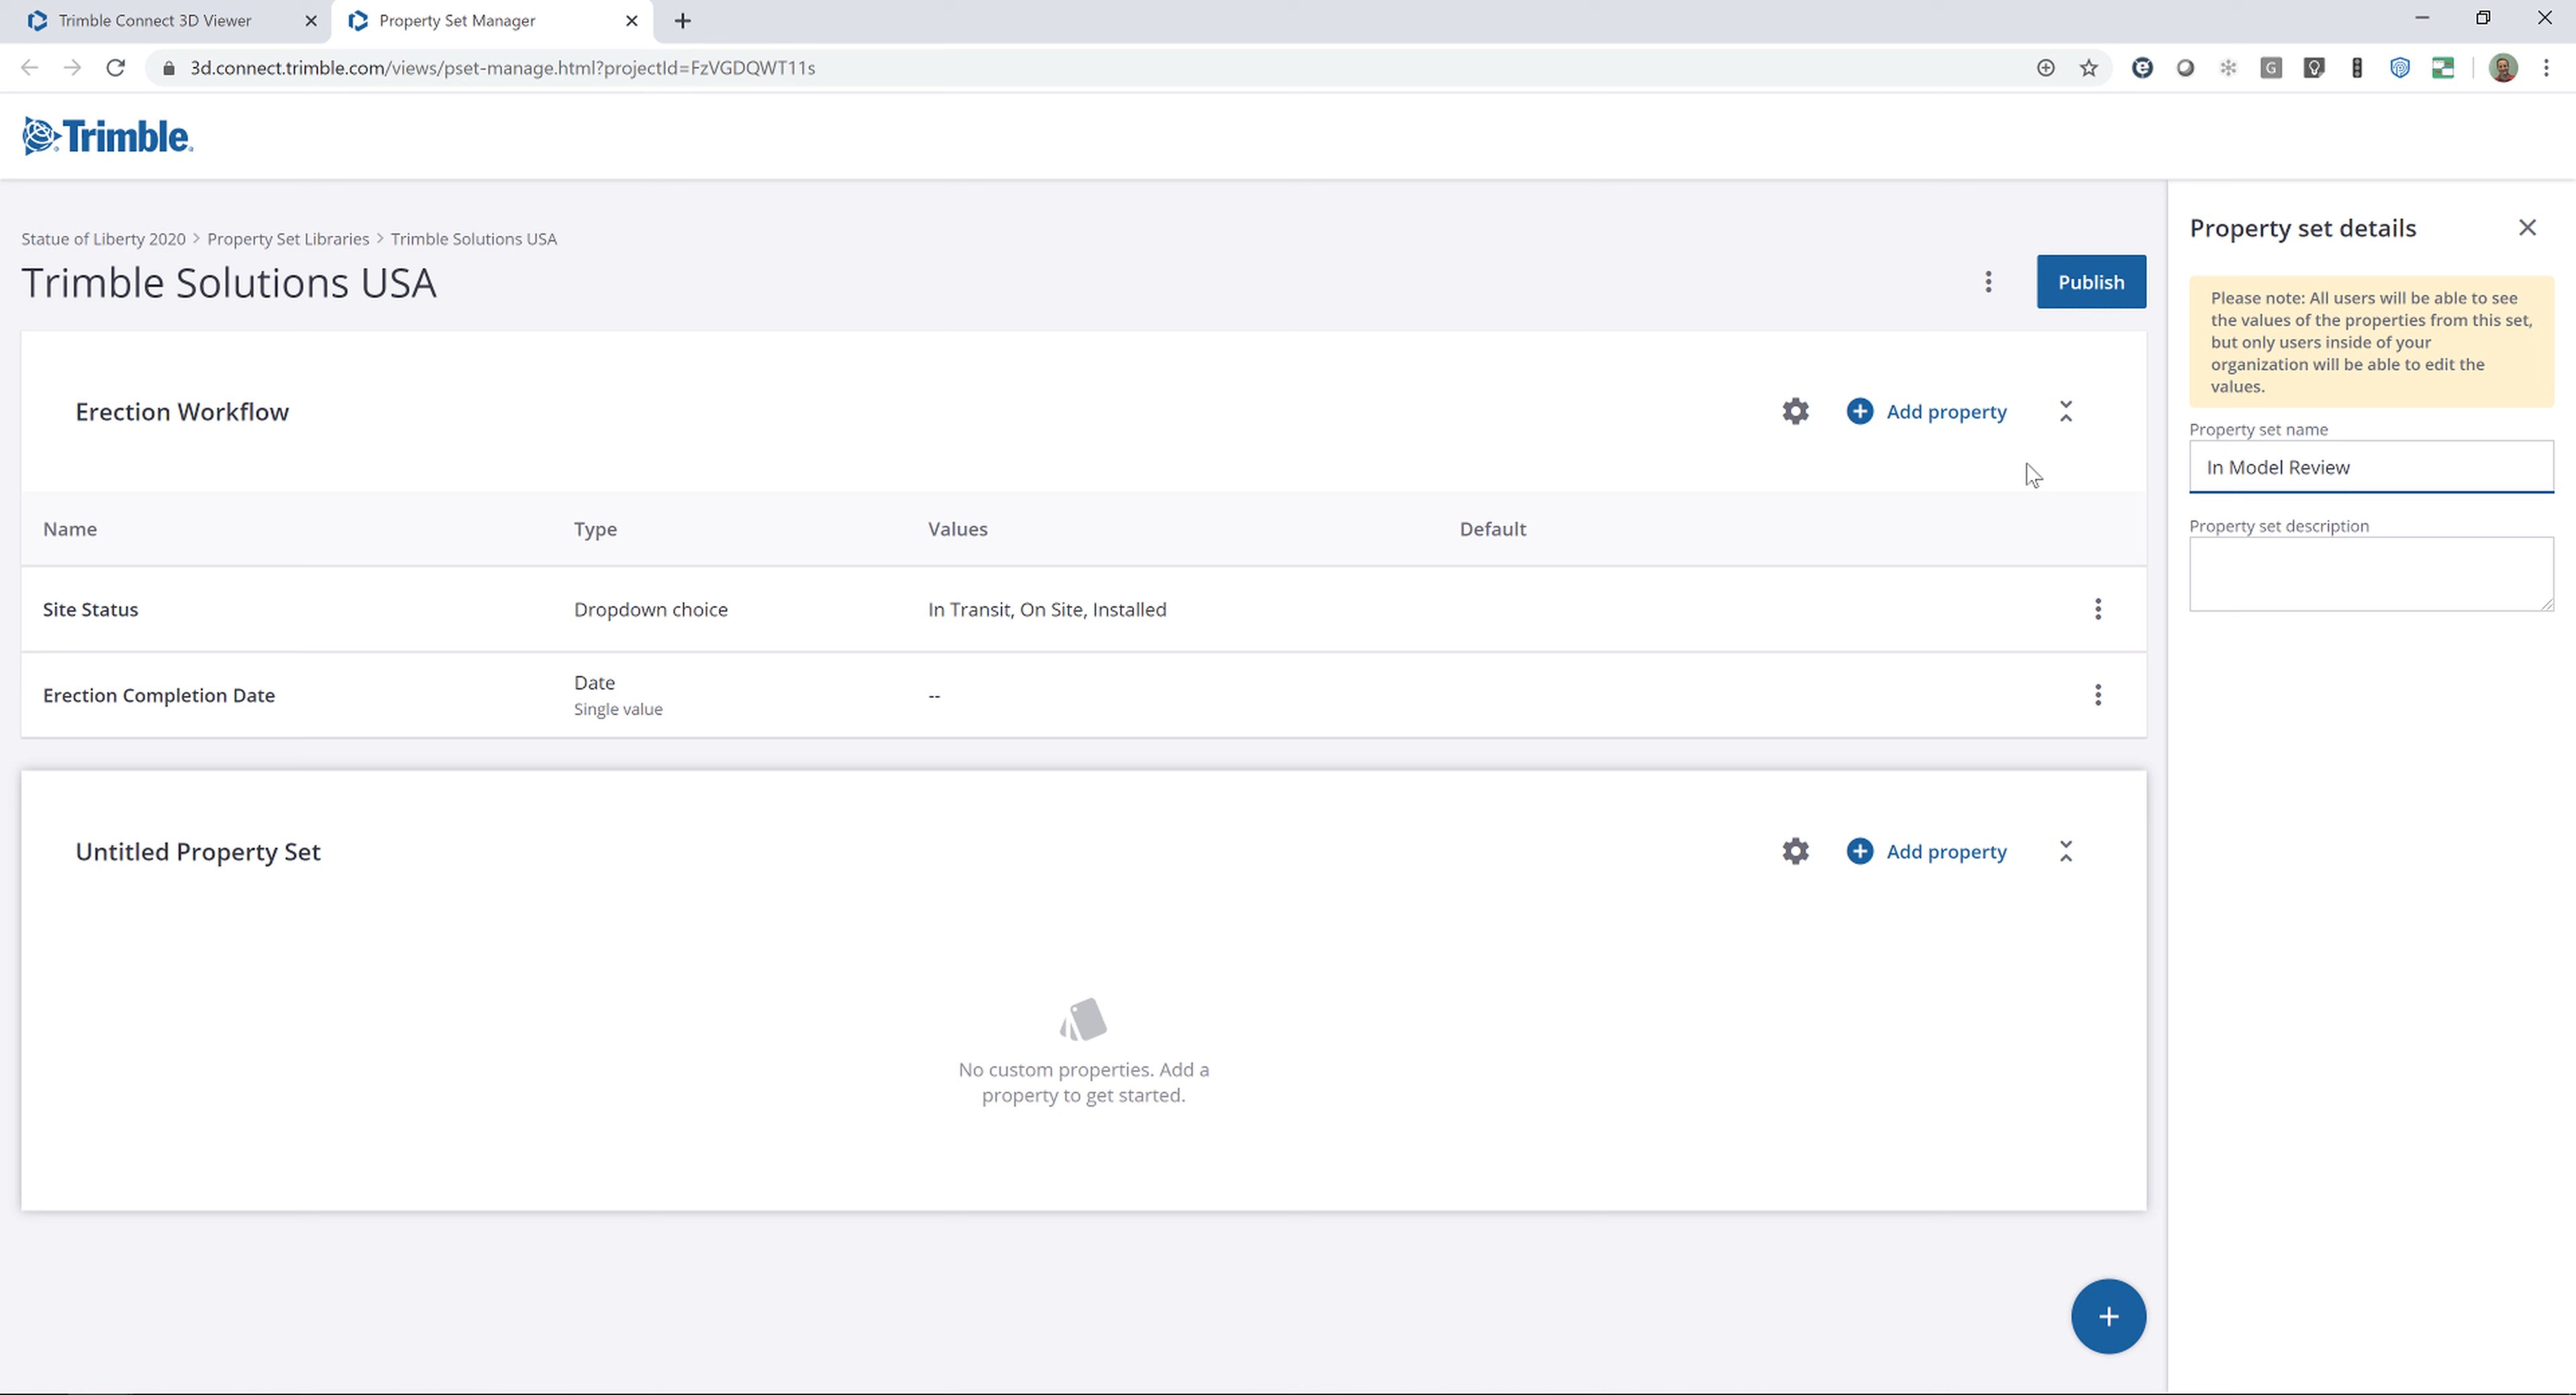 Trimble Connect 3D Viewer
Property Set Manager
3d.connect.trimble.com/views/pset-manage.html?projectId=FzVGDQWT11s
G
Trimble
Statue of Liberty 2020 > Property Set Libraries > Trimble Solutions USA
Trimble Solutions USA
Publish
Erection Workflow
Add property
Name Type Values Default
Site Status Dropdown choice In Transit, On Site, Installed
Erection Completion Date Date --
Single value
Untitled Property Set
Add property
No custom properties. Add a
property to get started.
Property set details
Please note: All users will be able to see
the values of the properties from this set,
but only users inside of your
organization will be able to edit the
values.
Property set name
In Model Review
Property set description